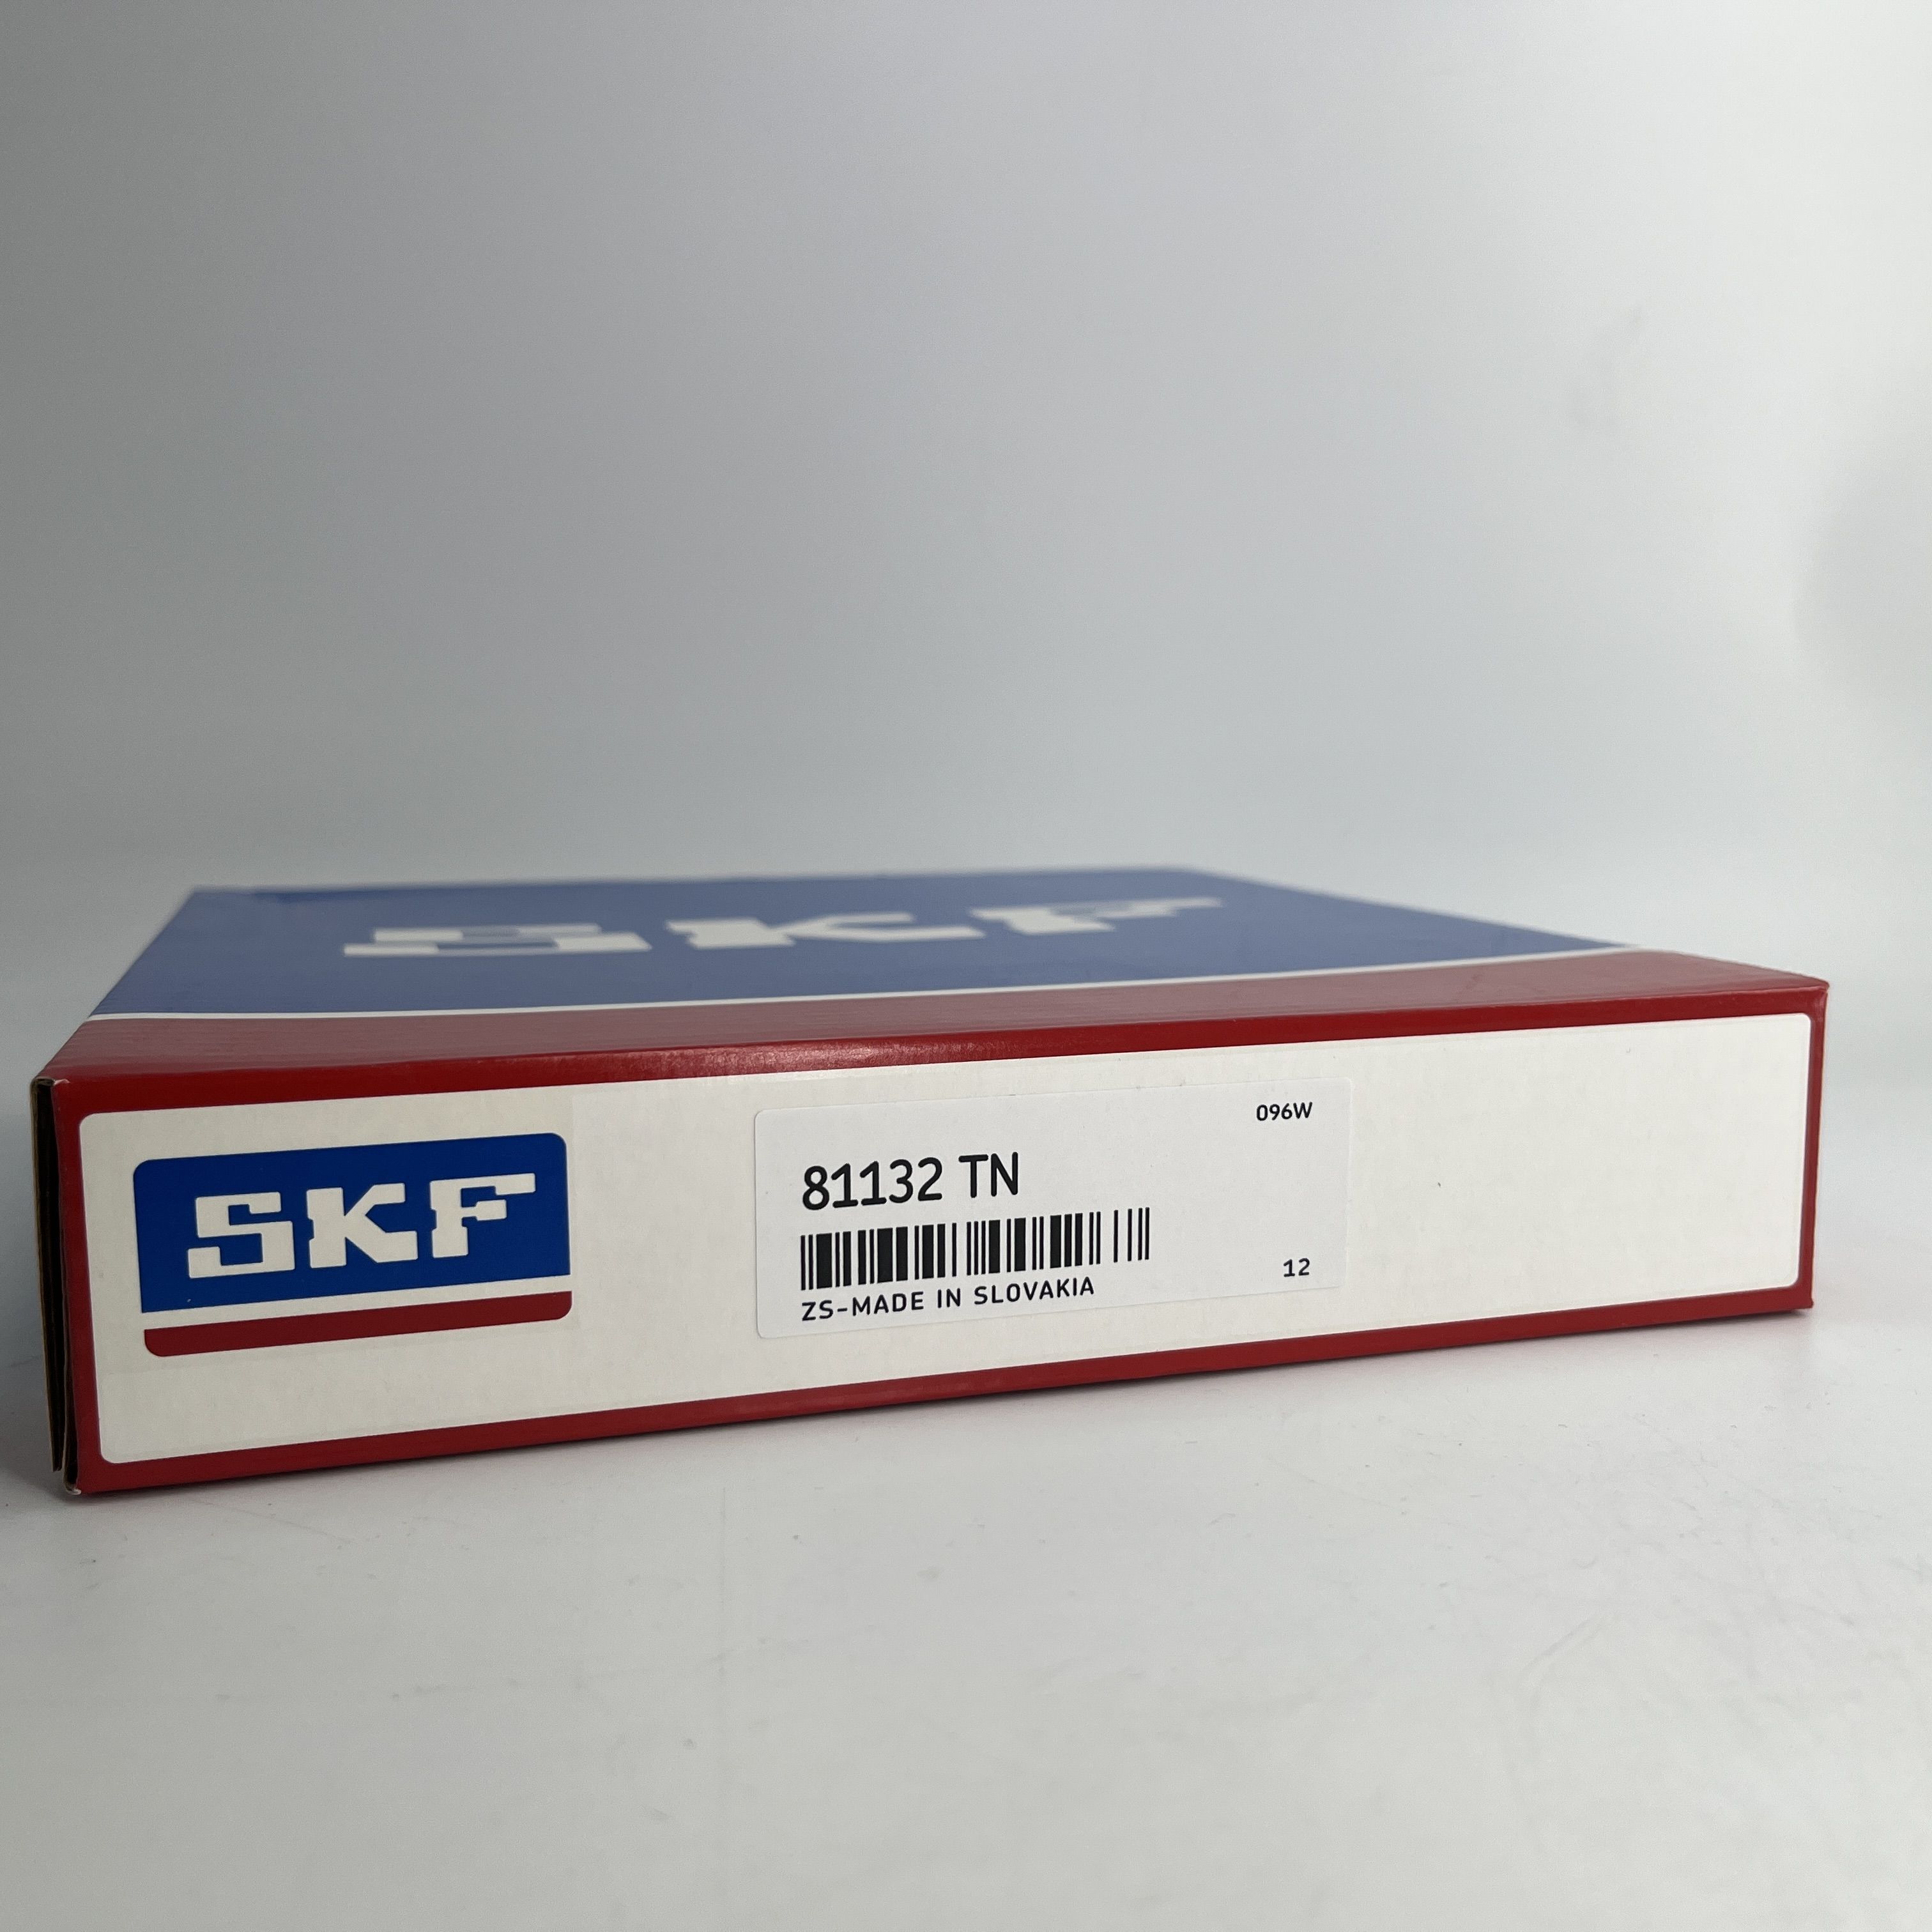 SKF
SKF
096W
81132 TN
12
ZS-MADE IN SLOVAKIA